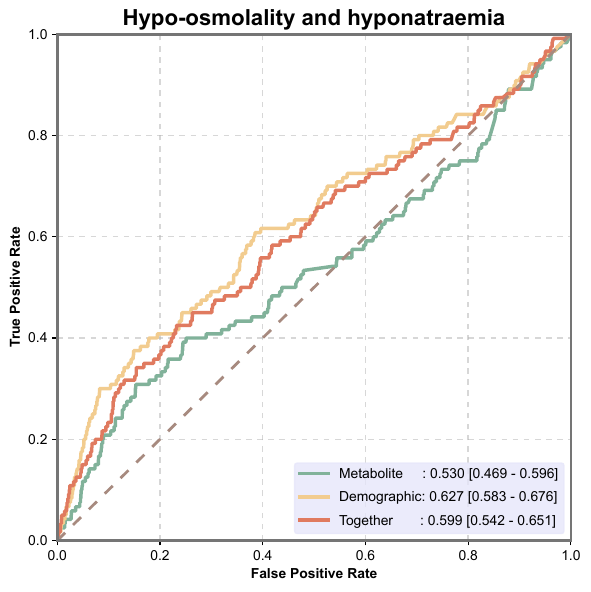 Hypo-osmolality and hyponatraemia
True Positive Rate
1.0
0.8
0.6
0.4
0.2
0.0
Metabolite : 0.530 [0.469 - 0.596]
Demographic: 0.627 [0.583 - 0.676]
Together : 0.599 [0.542 - 0.651]
0.0 0.2 0.4 0.6 0.8 1.0
False Positive Rate